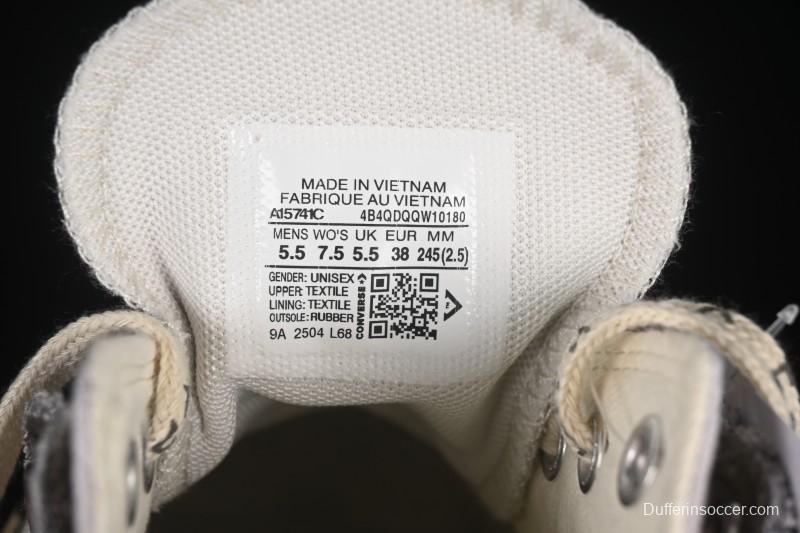 MADE IN VIETNAM
FABRIQUE AU VIETNAM
A15741C 4B4QDQQW10180
MENS WO'S UK EUR MM
5.5 7.5 5.5 38 245(2.5)
GENDER: UNISEX
UPPER: TEXTILE
LINING: TEXTILE
OUTSOLE: RUBBER
9A 2504 L68
CONVERSE
Dufferinsoccer.com